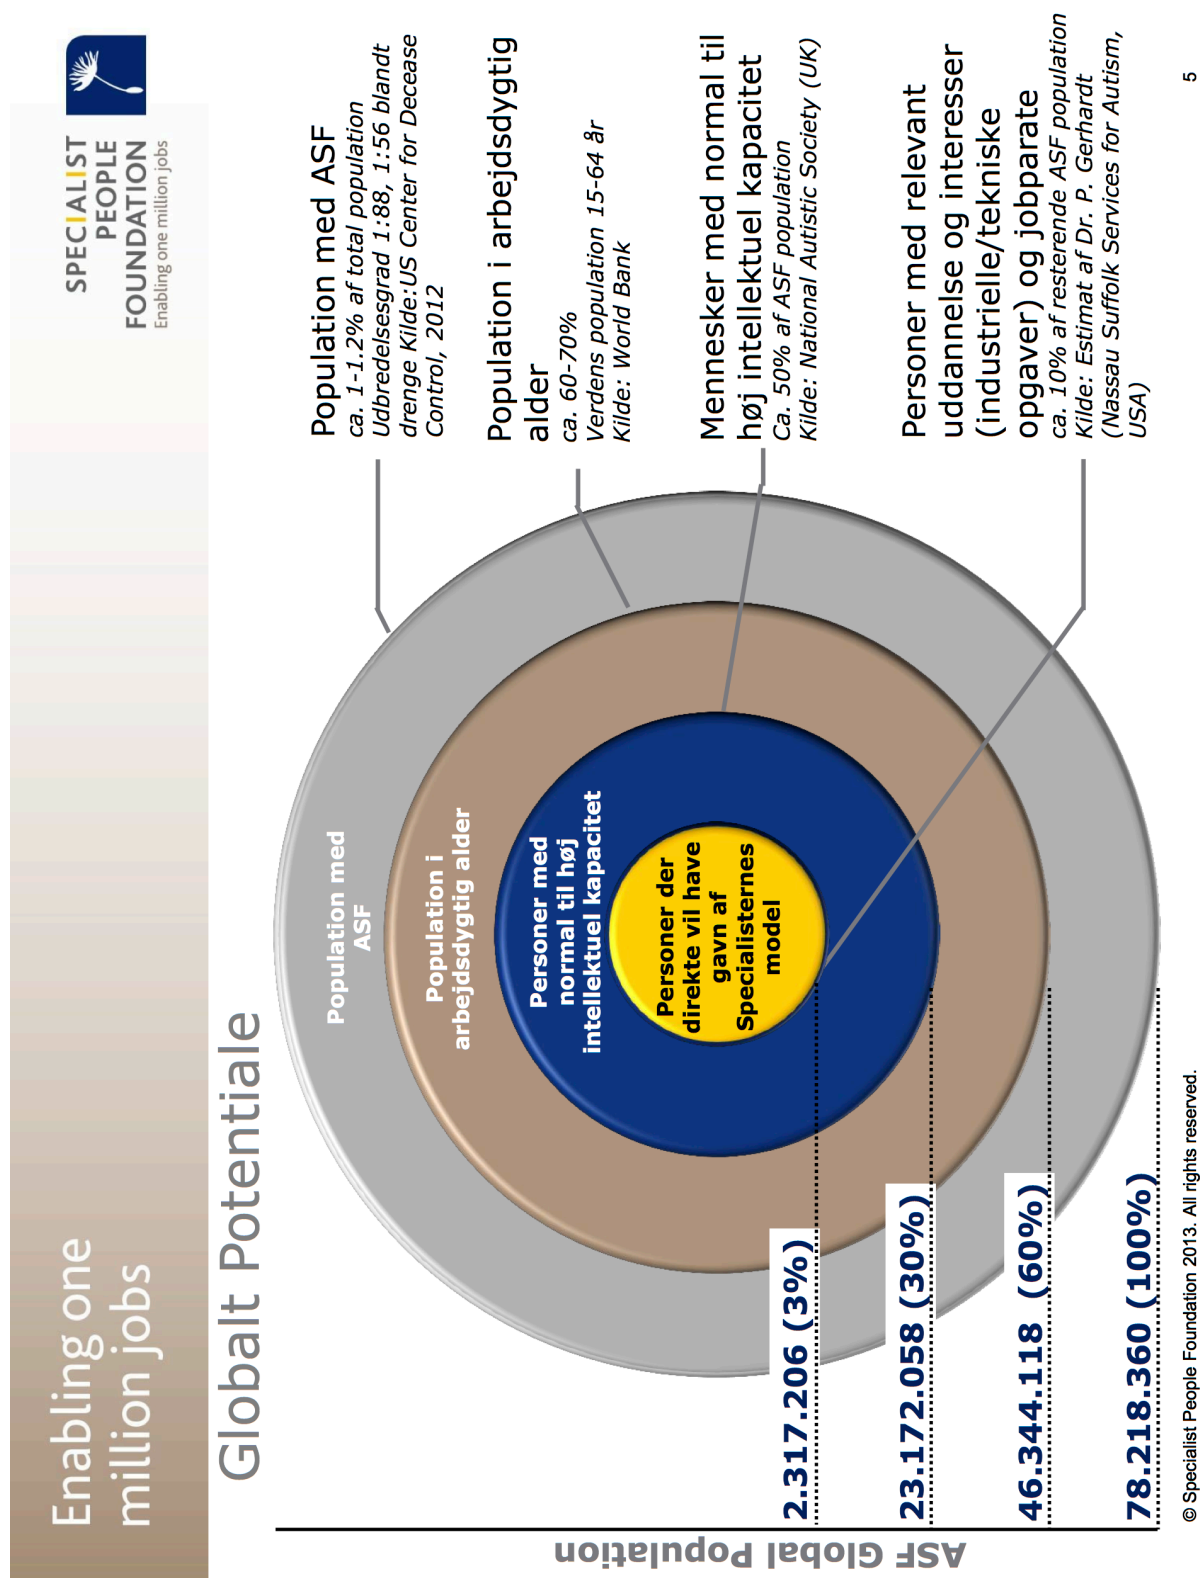 Enabling one
million jobs
SPECIALIST
PEOPLE
FOUNDATION
Enabling one million jobs
Globalt Potentiale
ASF Global Population
Population med
ASF
Population i
arbejdsdygtig alder
Personer med
normal til høj
intellektuel kapacitet
Personer der
direkte vil have
gavn af
Specialisternes
model
2.317.206 (3%)
23.172.058 (30%)
46.344.118 (60%)
78.218.360 (100%)
Population med ASF
ca. 1-1.2% af total population
Udbredelsesgrad 1:88, 1:56 blandt
drenge Kilde:US Center for Decease
Control, 2012
Population i arbejdsdygtig
alder
ca. 60-70%
Verdens population 15-64 år
Kilde: World Bank
Mennesker med normal til
høj intellektuel kapacitet
Ca. 50% af ASF population
Kilde: National Autistic Society (UK)
Personer med relevant
uddannelse og interesser
(industrielle/tekniske
opgaver) og jobparate
ca. 10% af resterende ASF population
Kilde: Estimat af Dr. P. Gerhardt
(Nassau Suffolk Services for Autism,
USA)
© Specialist People Foundation 2013. All rights reserved.
5